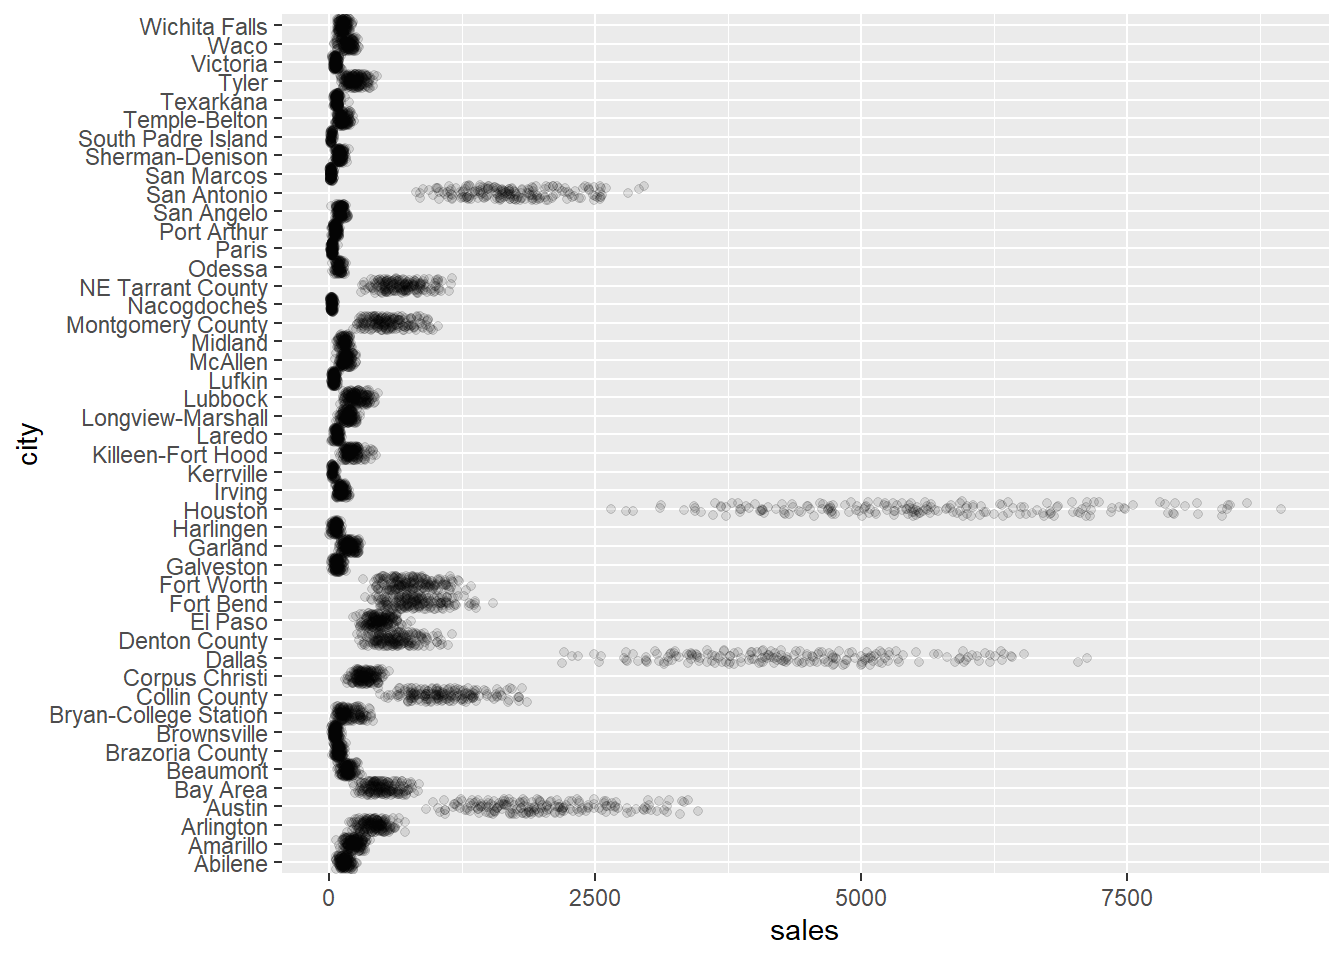 Wichita Falls
Waco
Victoria
Tyler
Texarkana
Temple-Belton
South Padre Island
Sherman-Denison
San Marcos
San Antonio
San Angelo
Port Arthur
Paris
Odessa
NE Tarrant County
Nacogdoches
Montgomery County
Midland
McAllen
Lufkin
Lubbock
Longview-Marshall
Laredo
Killeen-Fort Hood
Kerrville
Irving
Houston
Harlingen
Garland
Galveston
Fort Worth
Fort Bend
El Paso
Denton County
Dallas
Corpus Christi
Collin County
Bryan-College Station
Brownsville
Brazoria County
Beaumont
Bay Area
Austin
Arlington
Amarillo
Abilene
city
0 2500 5000 7500
sales